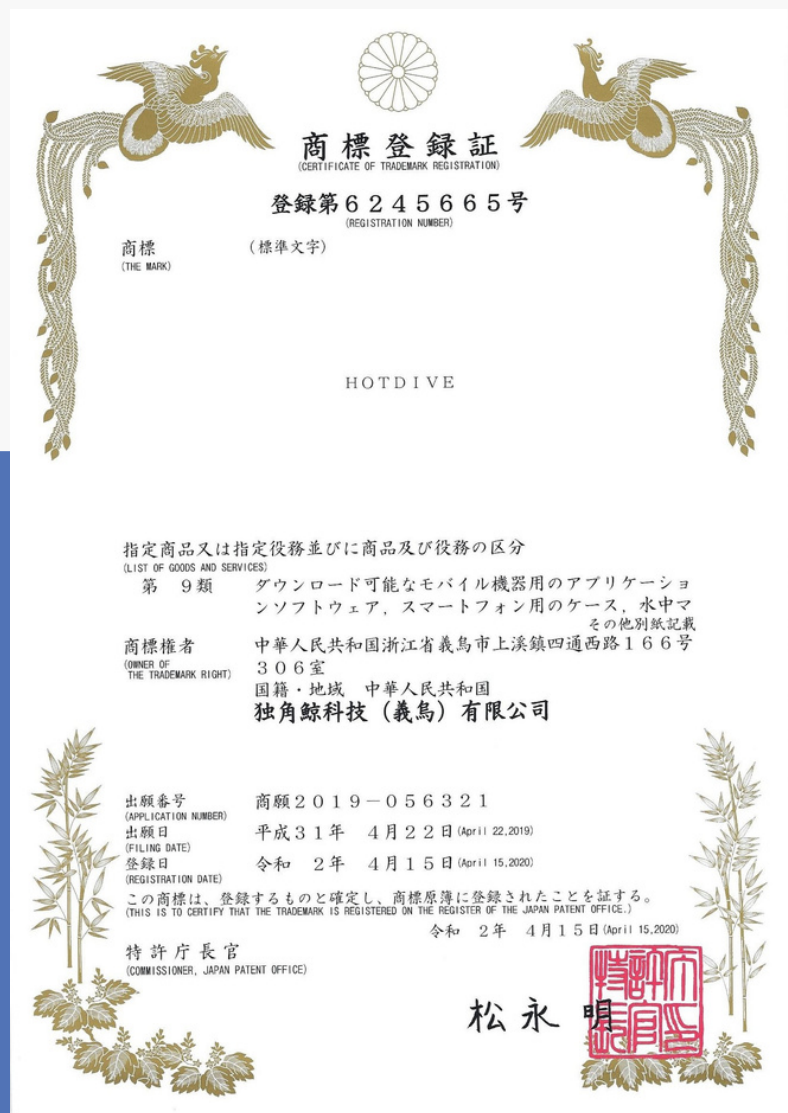 商標登録証
(CERTIFICATE OF TRADEMARK REGISTRATION)
登録第6245665号
(REGISTRATION NUMBER)
商標 (標準文字)
(THE MARK)
HOTDIVE
指定商品又は指定役務並びに商品及び役務の区分
(LIST OF GOODS AND SERVICES)
第 9類 ダウンロード可能なモバイル機器用のアプリケーショ
ンソフトウェア,スマートフォン用のケース,水中マ
その他別紙記載
商標権者 中華人民共和国浙江省義烏市上溪鎮四通西路166号
(OWNER OF
THE TRADEMARK RIGHT) 306室
国籍・地域 中華人民共和国
独角鯨科技(義烏)有限公司
出願番号 商願2019-056321
(APPLICATION NUMBER)
出願日 平成31年 4月22日(April 22,2019)
(FILING DATE)
登録日 令和 2年 4月15日(April 15,2020)
(REGISTRATION DATE)
この商標は、登録するものと確定し、商標原簿に登録されたことを証する。
(THIS IS TO CERTIFY THAT THE TRADEMARK IS REGISTERED ON THE REGISTER OF THE JAPAN PATENT OFFICE.)
令和 2年 4月15日(April 15,2020)
特許庁長官
(COMMISSIONER, JAPAN PATENT OFFICE)
松永 明